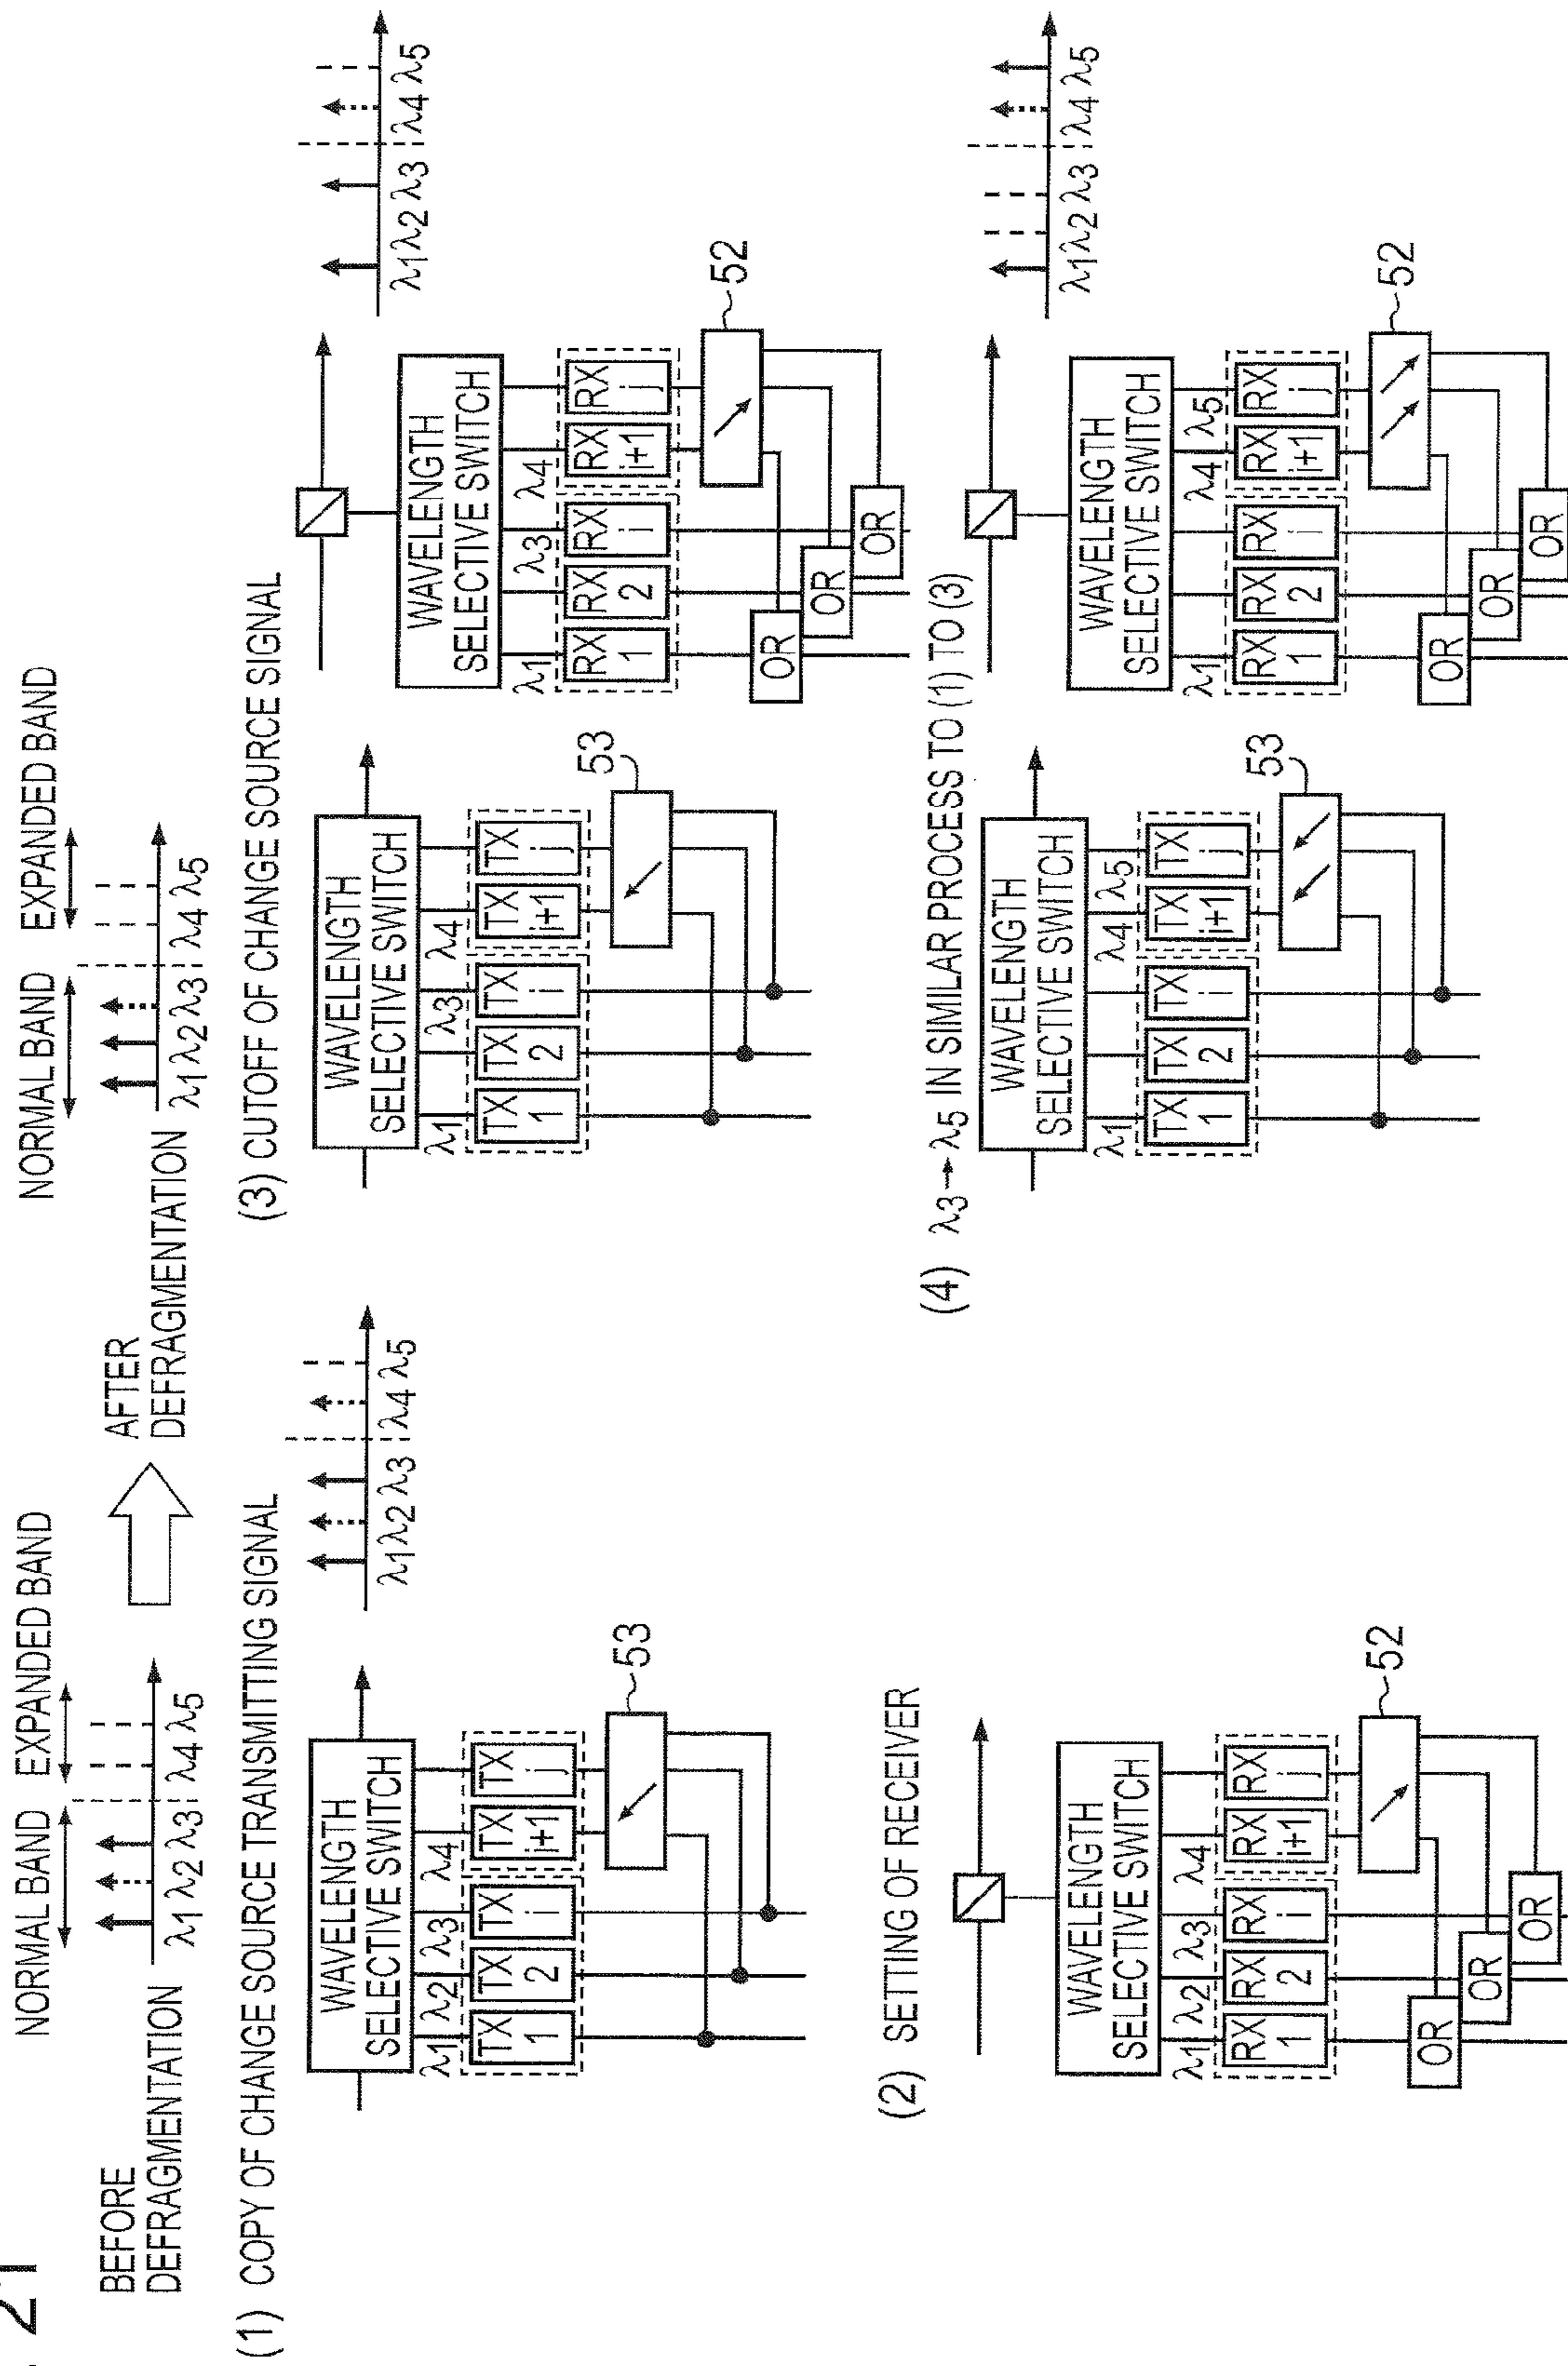 21
NORMAL BAND EXPANDED BAND
BEFORE
DEFRAGMENTATION
λ1 λ2 λ3 λ4 λ5
NORMAL BAND EXPANDED BAND
AFTER
DEFRAGMENTATION
λ1 λ2 λ3 λ4 λ5
(1) COPY OF CHANGE SOURCE TRANSMITTING SIGNAL
WAVELENGTH
SELECTIVE SWITCH
λ1 λ2 λ3 λ4
TX 1
TX 2
TX i
TX i+1
TX j
53
λ1 λ2 λ3 λ4 λ5
(2) SETTING OF RECEIVER
WAVELENGTH
SELECTIVE SWITCH
λ1 λ2 λ3 λ4
RX 1
RX 2
RX i
RX i+1
RX j
52
OR
OR
OR
(3) CUTOFF OF CHANGE SOURCE SIGNAL
WAVELENGTH
SELECTIVE SWITCH
λ1 λ3 λ4
TX 1
TX 2
TX i
TX i+1
TX j
53
WAVELENGTH
SELECTIVE SWITCH
λ1 λ3 λ4
RX 1
RX 2
RX i
RX i+1
RX j
52
OR
OR
OR
λ1 λ2 λ3 λ4 λ5
(4) λ3→λ5 IN SIMILAR PROCESS TO (1) TO (3)
WAVELENGTH
SELECTIVE SWITCH
λ1 λ4 λ5
TX 1
TX 2
TX i
TX i+1
TX j
53
WAVELENGTH
SELECTIVE SWITCH
λ1 λ4 λ5
RX 1
RX 2
RX i
RX i+1
RX j
52
OR
OR
OR
λ1 λ2 λ3 λ4 λ5